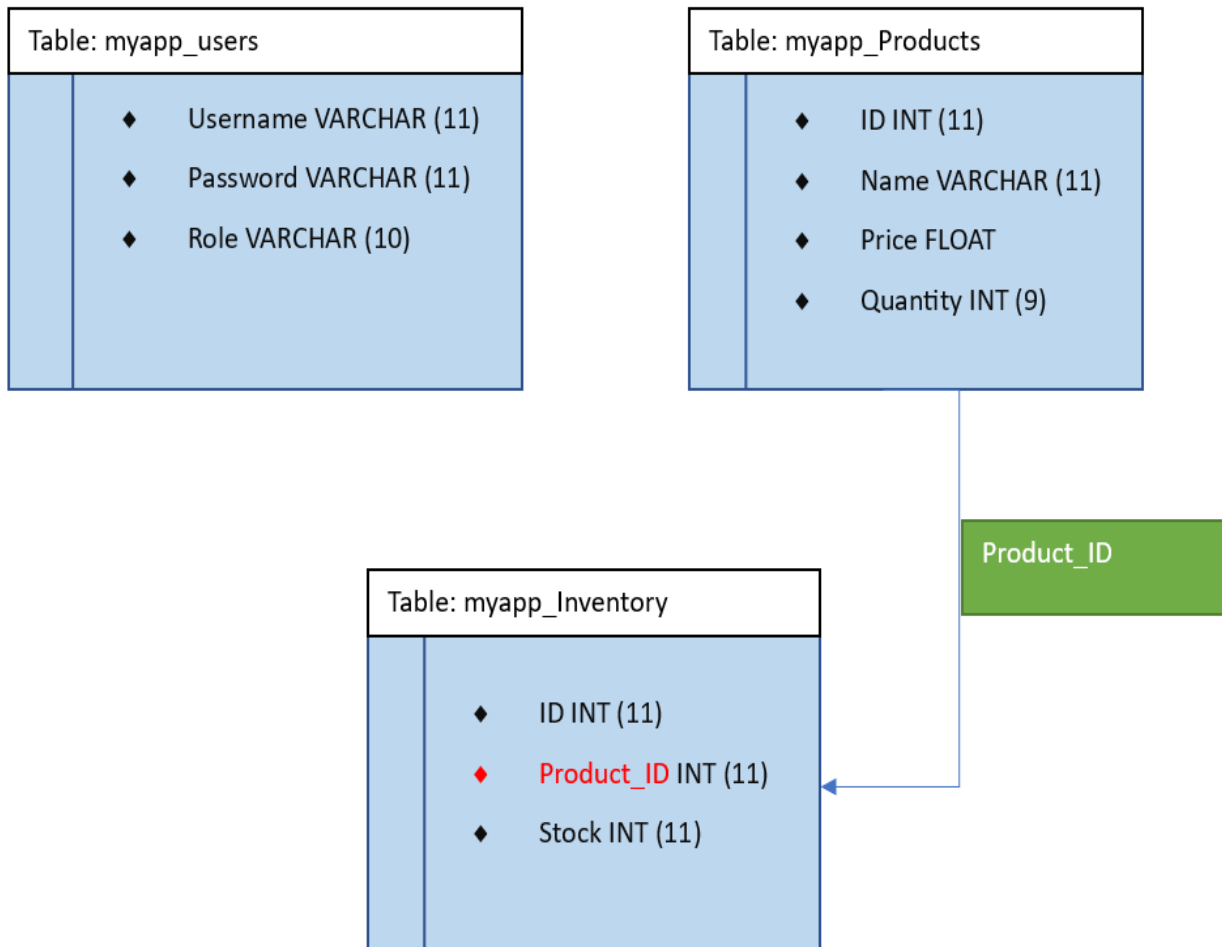 Table: myapp_users
Username VARCHAR (11)
Password VARCHAR (11)
Role VARCHAR (10)
Table: myapp_Products
ID INT (11)
Name VARCHAR (11)
Price FLOAT
Quantity INT (9)
Product_ID
Table: myapp_Inventory
ID INT (11)
Product_ID INT (11)
Stock INT (11)